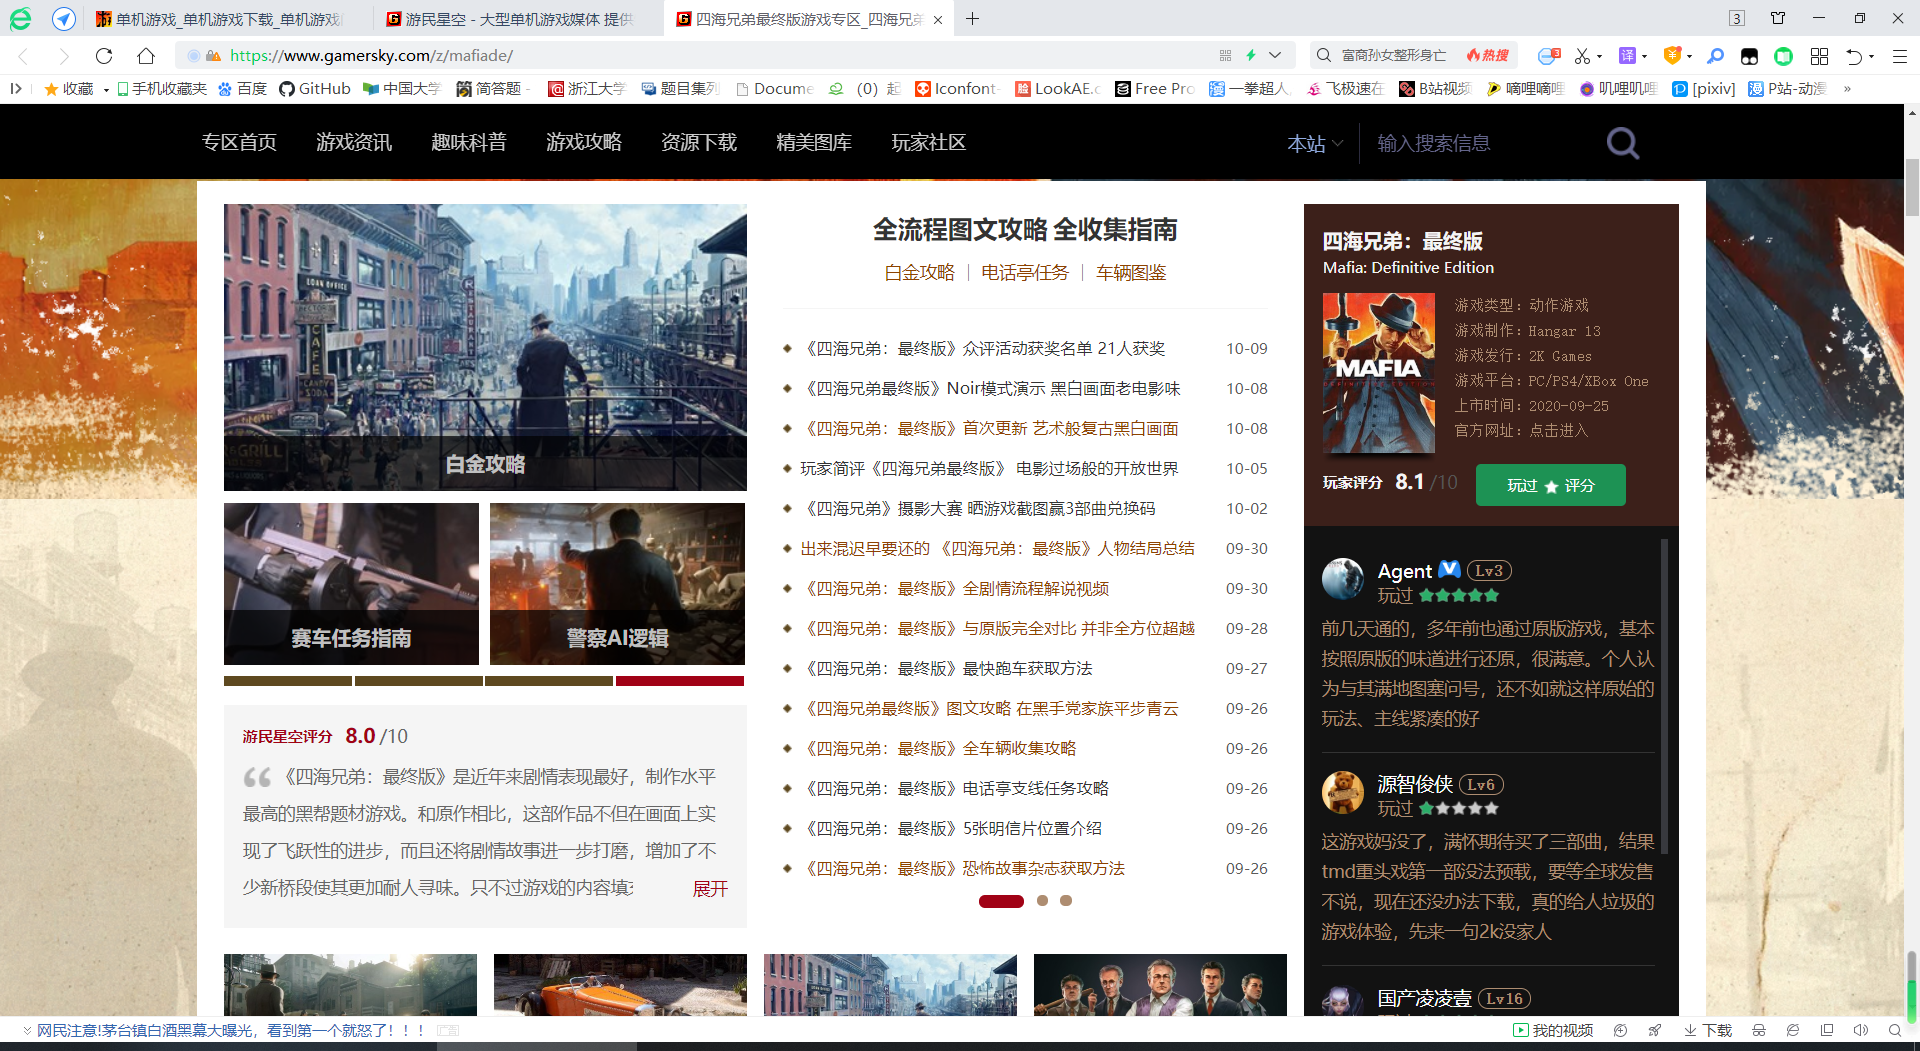 单机游戏_单机游戏下载_单机游戏
游民星空 - 大型单机游戏媒体 提供
四海兄弟最终版游戏专区_四海兄弟
3
https://www.gamersky.com/z/mafiade/
富商孙女整形身亡
热搜
收藏
手机收藏夹
百度
GitHub
中国大学
简答题 -
浙江大学
题目集列
Docume
(0) 起
Iconfont-
LookAE.c
Free Pro
一拳超人
飞极速在
B站视频
嘀哩嘀哩
叽哩叽哩
[pixiv]
P站-动漫
专区首页 游戏资讯 趣味科普 游戏攻略 资源下载 精美图库 玩家社区
本站
输入搜索信息
白金攻略
赛车任务指南
警察AI逻辑
游民星空评分 8.0 /10
《四海兄弟：最终版》是近年来剧情表现最好，制作水平
最高的黑帮题材游戏。和原作相比，这部作品不但在画面上实
现了飞跃性的进步，而且还将剧情故事进一步打磨，增加了不
少新桥段使其更加耐人寻味。只不过游戏的内容填充
展开
全流程图文攻略 全收集指南
白金攻略 | 电话亭任务 | 车辆图鉴
《四海兄弟：最终版》众评活动获奖名单 21人获奖 10-09
《四海兄弟最终版》Noir模式演示 黑白画面老电影味 10-08
《四海兄弟：最终版》首次更新 艺术般复古黑白画面 10-08
玩家简评《四海兄弟最终版》 电影过场般的开放世界 10-05
《四海兄弟》摄影大赛 晒游戏截图赢3部曲兑换码 10-02
出来混迟早要还的 《四海兄弟：最终版》人物结局总结 09-30
《四海兄弟：最终版》全剧情流程解说视频 09-30
《四海兄弟：最终版》与原版完全对比 并非全方位超越 09-28
《四海兄弟：最终版》最快跑车获取方法 09-27
《四海兄弟最终版》图文攻略 在黑手党家族平步青云 09-26
《四海兄弟：最终版》全车辆收集攻略 09-26
《四海兄弟：最终版》电话亭支线任务攻略 09-26
《四海兄弟：最终版》5张明信片位置介绍 09-26
《四海兄弟：最终版》恐怖故事杂志获取方法 09-26
四海兄弟：最终版
Mafia: Definitive Edition
MAFIA
游戏类型：动作游戏
游戏制作：Hangar 13
游戏发行：2K Games
游戏平台：PC/PS4/XBox One
上市时间：2020-09-25
官方网址：点击进入
玩家评分 8.1 /10
玩过 ★ 评分
Agent Lv3
玩过 ★★★★★
前几天通的，多年前也通过原版游戏，基本
按照原版的味道进行还原，很满意。个人认
为与其满地图塞问号，还不如就这样原始的
玩法、主线紧凑的好
源智俊侠 Lv6
玩过 ★★★★★
这游戏妈没了，满怀期待买了三部曲，结果
tmd重头戏第一部没法预载，要等全球发售
不说，现在还没办法下载，真的给人垃圾的
游戏体验，先来一句2k没家人
国产凌凌壹 Lv16
网民注意!茅台镇白酒黑幕大曝光，看到第一个就怒了！！！ 广告
我的视频
下载